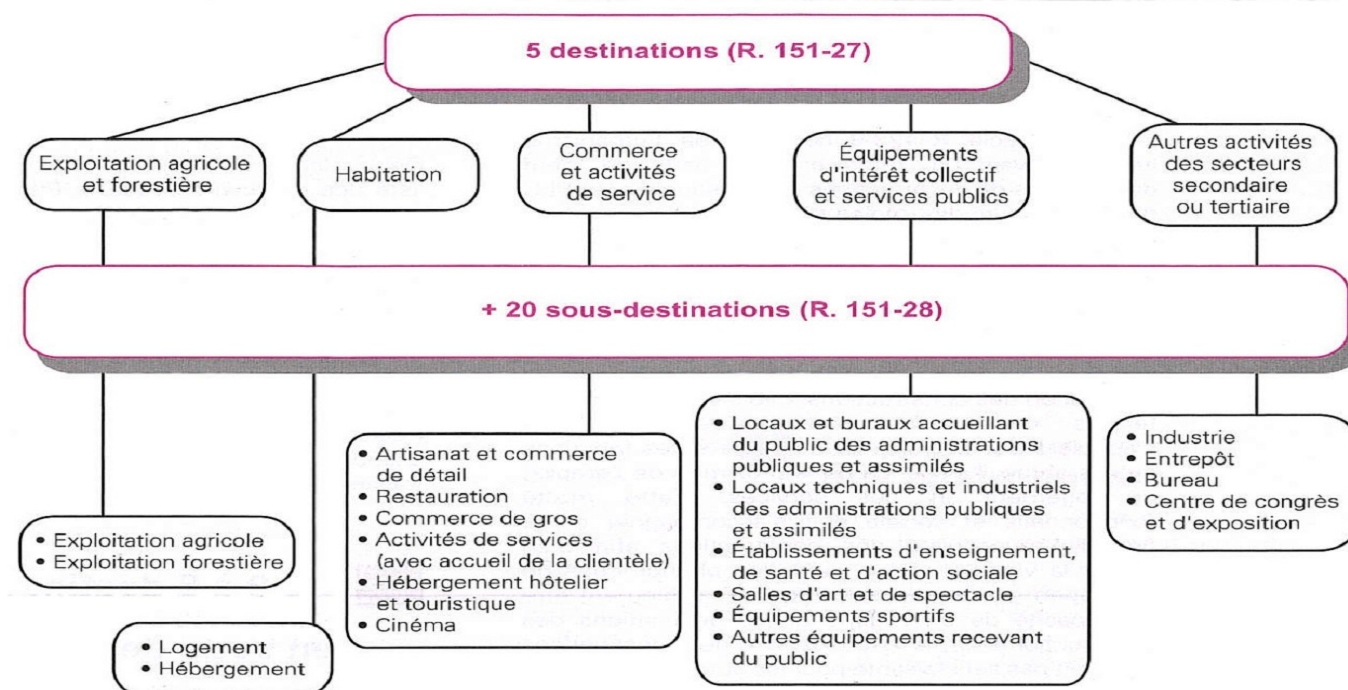 5 destinations (R. 151-27)
Exploitation agricole
et forestière
Habitation
Commerce
et activités
de service
Équipements
d'intérêt collectif
et services publics
Autres activités
des secteurs
secondaire
ou tertiaire
+ 20 sous-destinations (R. 151-28)
• Exploitation agricole
• Exploitation forestière
• Logement
• Hébergement
• Artisanat et commerce
de détail
• Restauration
• Commerce de gros
• Activités de services
(avec accueil de la clientèle)
• Hébergement hôtelier
et touristique
• Cinéma
• Locaux et buraux accueillant
du public des administrations
publiques et assimilés
• Locaux techniques et industriels
des administrations publiques
et assimilés
• Établissements d'enseignement,
de santé et d'action sociale
• Salles d'art et de spectacle
• Équipements sportifs
• Autres équipements recevant
du public
• Industrie
• Entrepôt
• Bureau
• Centre de congrès
et d'exposition